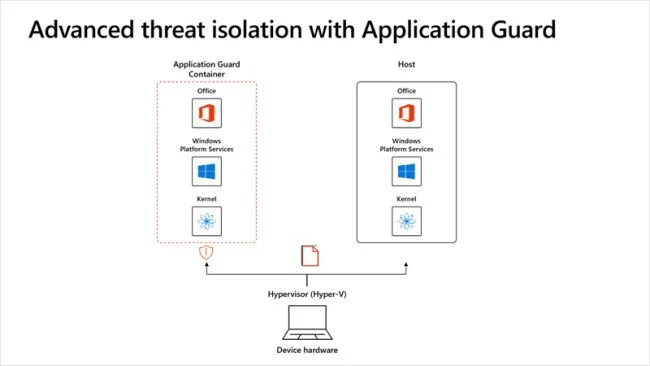 Advanced threat isolation with Application Guard
Application Guard
Container
Office
Windows
Platform Services
Kernel
Host
Office
Windows
Platform Services
Kernel
Hypervisor (Hyper-V)
Device hardware